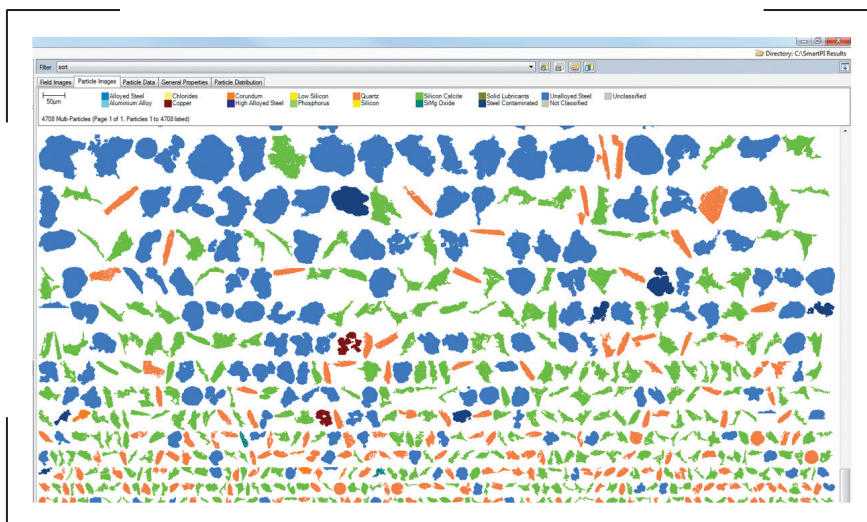 Directory: C:\SmartPI Results
Filter sort
Field Images Particle Images Particle Data General Properties Particle Distribution
50µm Alloyed Steel Chlorides Corundum Low Silicon Quartz Silicon Calcite Solid Lubricants Unalloyed Steel Unclassified
Aluminium Alloy Copper High Alloyed Steel Phosphorus Silicon SiMg Oxide Steel Contaminated Not Classified
4708 Multi-Particles (Page 1 of 1, Particles 1 to 4708 listed)